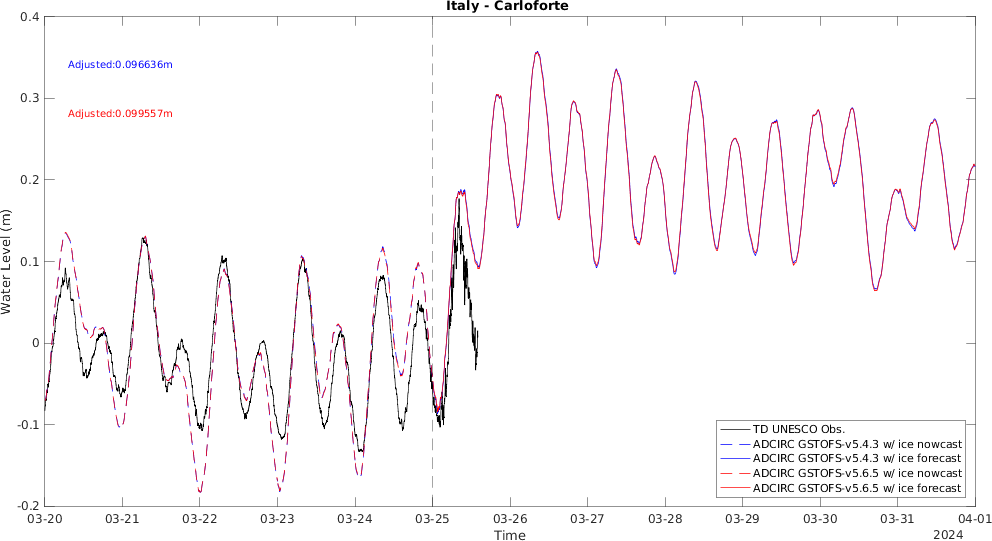 Italy - Carloforte
0.4
Adjusted:0.096636m
0.3
Adjusted:0.099557m
0.2
0.1
0
-0.1
-0.2
Water Level (m)
TD UNESCO Obs.
ADCIRC GSTOFS-v5.4.3 w/ ice nowcast
ADCIRC GSTOFS-v5.4.3 w/ ice forecast
ADCIRC GSTOFS-v5.6.5 w/ ice nowcast
ADCIRC GSTOFS-v5.6.5 w/ ice forecast
03-20 03-21 03-22 03-23 03-24 03-25 03-26 03-27 03-28 03-29 03-30 03-31 04-01
Time
2024